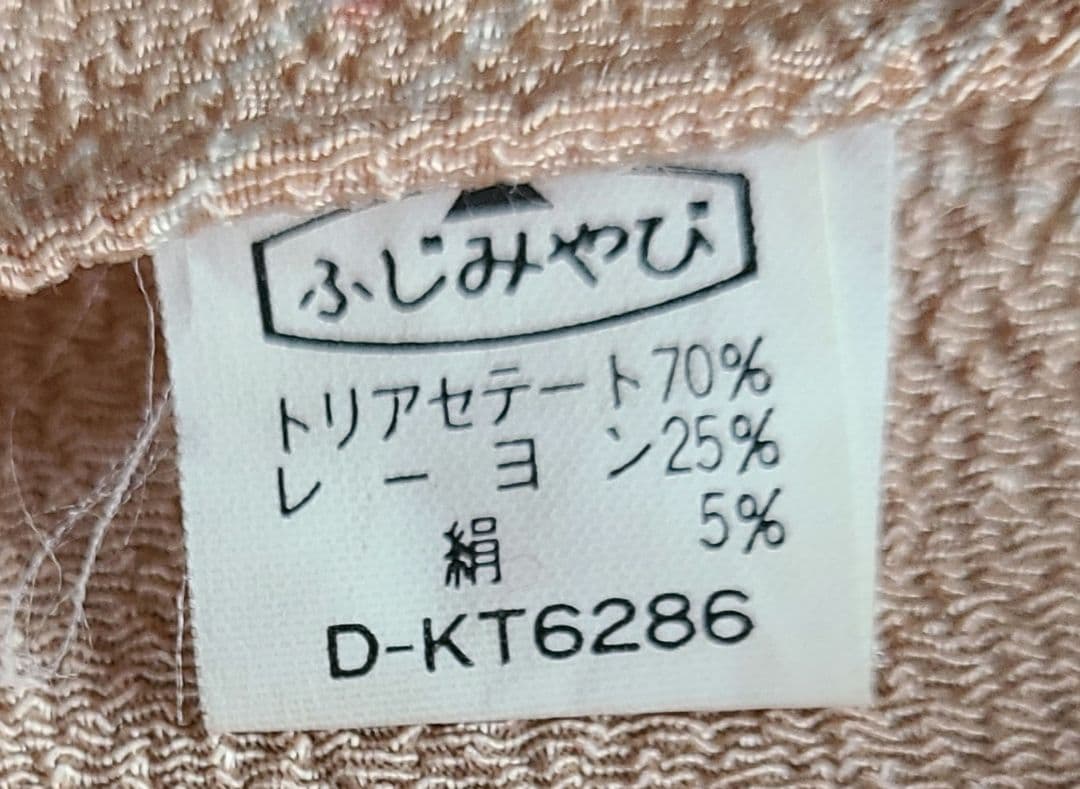 ふじみやび
トリアセテート70%
レーヨン25%
絹 5%
D-KT6286